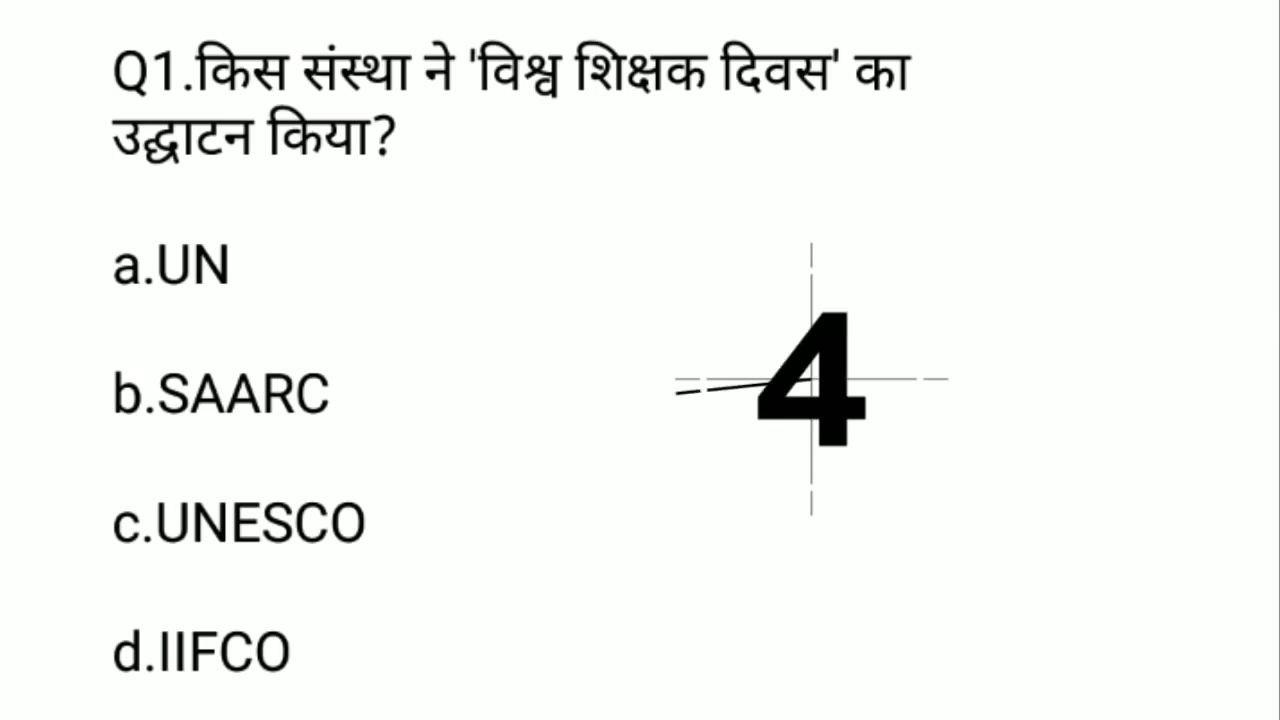 Q1.किस संस्था ने 'विश्व शिक्षक दिवस' का
उद्घाटन किया?
a.UN
b.SAARC
4
c.UNESCO
d.IIFCO